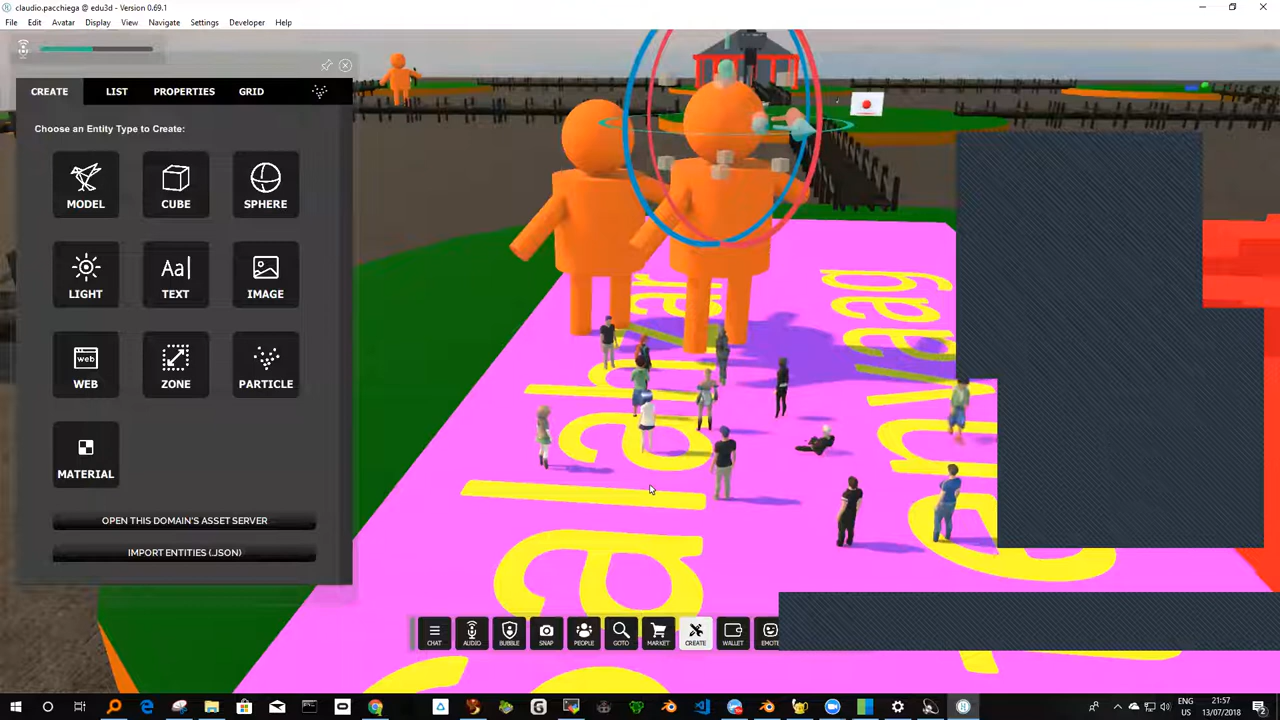 claudio.pacchiega @ edu3d - Version 0.69.1
File Edit Avatar Display View Navigate Settings Developer Help
CREATE LIST PROPERTIES GRID
Choose an Entity Type to Create:
MODEL CUBE SPHERE
Aa
LIGHT TEXT IMAGE
web
WEB ZONE PARTICLE
MATERIAL
OPEN THIS DOMAIN'S ASSET SERVER
IMPORT ENTITIES (.JSON)
CHAT AUDIO BUBBLE SNAP PEOPLE GOTO MARKET CREATE WALLET
ENG
US
21:57
13/07/2018